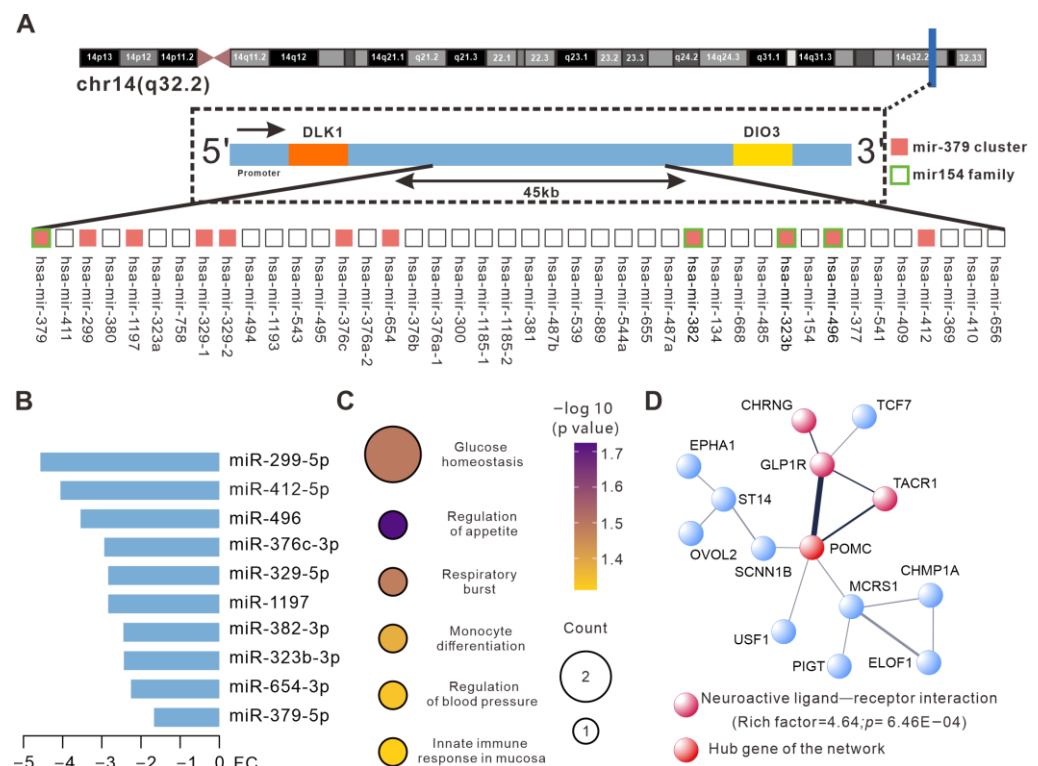 A
14p13 14p12 14p11.2 14q11.2 14q12 14q21.1 q21.2 q21.3 22.1 22.3 q23.1 23.2 23.3 q24.2 14q24.3 q31.1 14q31.3 14q32.2 32.33
chr14(q32.2)
DLK1 DIO3
5' 3'
Promoter
45kb
mir-379 cluster
mir154 family
hsa-mir-379
hsa-mir-411
hsa-mir-299
hsa-mir-380
hsa-mir-1197
hsa-mir-323a
hsa-mir-758
hsa-mir-329-1
hsa-mir-329-2
hsa-mir-494
hsa-mir-1193
hsa-mir-543
hsa-mir-495
hsa-mir-376c
hsa-mir-376a-2
hsa-mir-654
hsa-mir-376b
hsa-mir-376a-1
hsa-mir-300
hsa-mir-1185-1
hsa-mir-1185-2
hsa-mir-381
hsa-mir-487b
hsa-mir-539
hsa-mir-889
hsa-mir-544a
hsa-mir-655
hsa-mir-487a
hsa-mir-382
hsa-mir-134
hsa-mir-668
hsa-mir-485
hsa-mir-323b
hsa-mir-496
hsa-mir-154
hsa-mir-377
hsa-mir-541
hsa-mir-409
hsa-mir-412
hsa-mir-369
hsa-mir-410
hsa-mir-656
B
miR-299-5p
miR-412-5p
miR-496
miR-376c-3p
miR-329-5p
miR-1197
miR-382-3p
miR-323b-3p
miR-654-3p
miR-379-5p
−5 −4 −3 −2 −1 0 FC
C
Glucose
homeostasis
Regulation
of appetite
Respiratory
burst
Monocyte
differentiation
Regulation
of blood pressure
Innate immune
response in mucosa
−log 10
(p value)
1.7
1.6
1.5
1.4
Count
2
1
D
CHRNG
TCF7
EPHA1
GLP1R
TACR1
ST14
OVOL2
SCNN1B
POMC
CHMP1A
MCRS1
USF1
PIGT
ELOF1
Neuroactive ligand—receptor interaction
(Rich factor=4.64;p= 6.46E−04)
Hub gene of the network